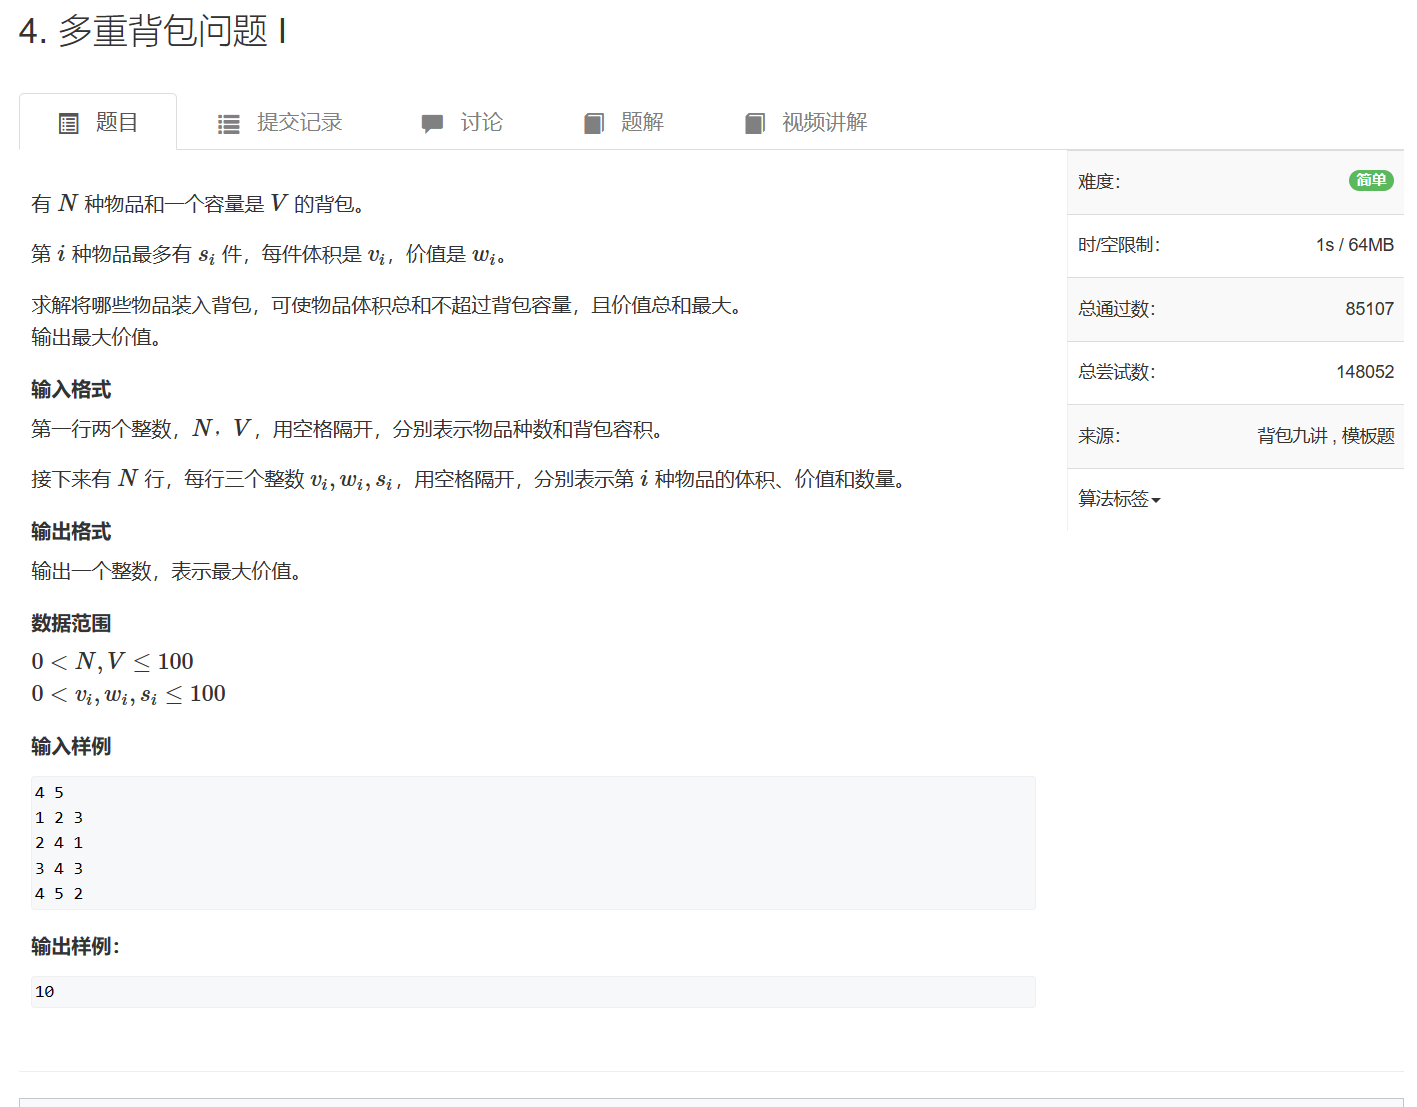 4. 多重背包问题 I
题目 提交记录 讨论 题解 视频讲解
有 N 种物品和一个容量是 V 的背包。
第 i 种物品最多有 sᵢ 件，每件体积是 vᵢ，价值是 wᵢ。
求解将哪些物品装入背包，可使物品体积总和不超过背包容量，且价值总和最大。
输出最大价值。
输入格式
第一行两个整数，N，V，用空格隔开，分别表示物品种数和背包容积。
接下来有 N 行，每行三个整数 vᵢ, wᵢ, sᵢ，用空格隔开，分别表示第 i 种物品的体积、价值和数量。
输出格式
输出一个整数，表示最大价值。
数据范围
0 < N, V ≤ 100
0 < vᵢ, wᵢ, sᵢ ≤ 100
输入样例
4 5
1 2 3
2 4 1
3 4 3
4 5 2
输出样例：
10
难度： 简单
时/空限制： 1s / 64MB
总通过数： 85107
总尝试数： 148052
来源： 背包九讲 , 模板题
算法标签